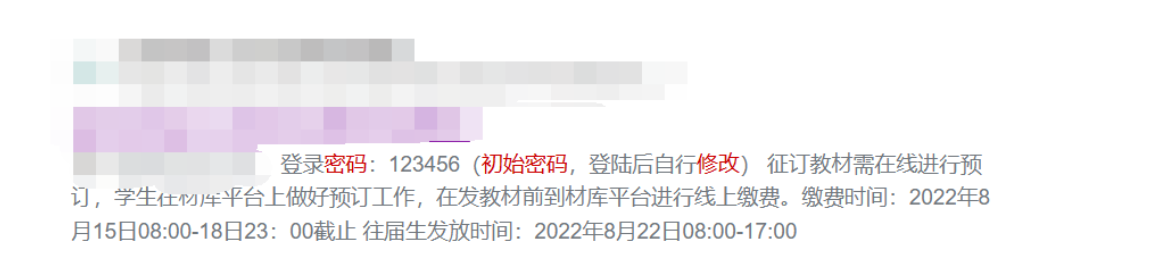 登录密码：123456（初始密码，登陆后自行修改） 征订教材需在线进行预
订，学生在材库平台上做好预订工作，在发教材前到材库平台进行线上缴费。缴费时间：2022年8
月15日08:00-18日23：00截止 往届生发放时间：2022年8月22日08:00-17:00